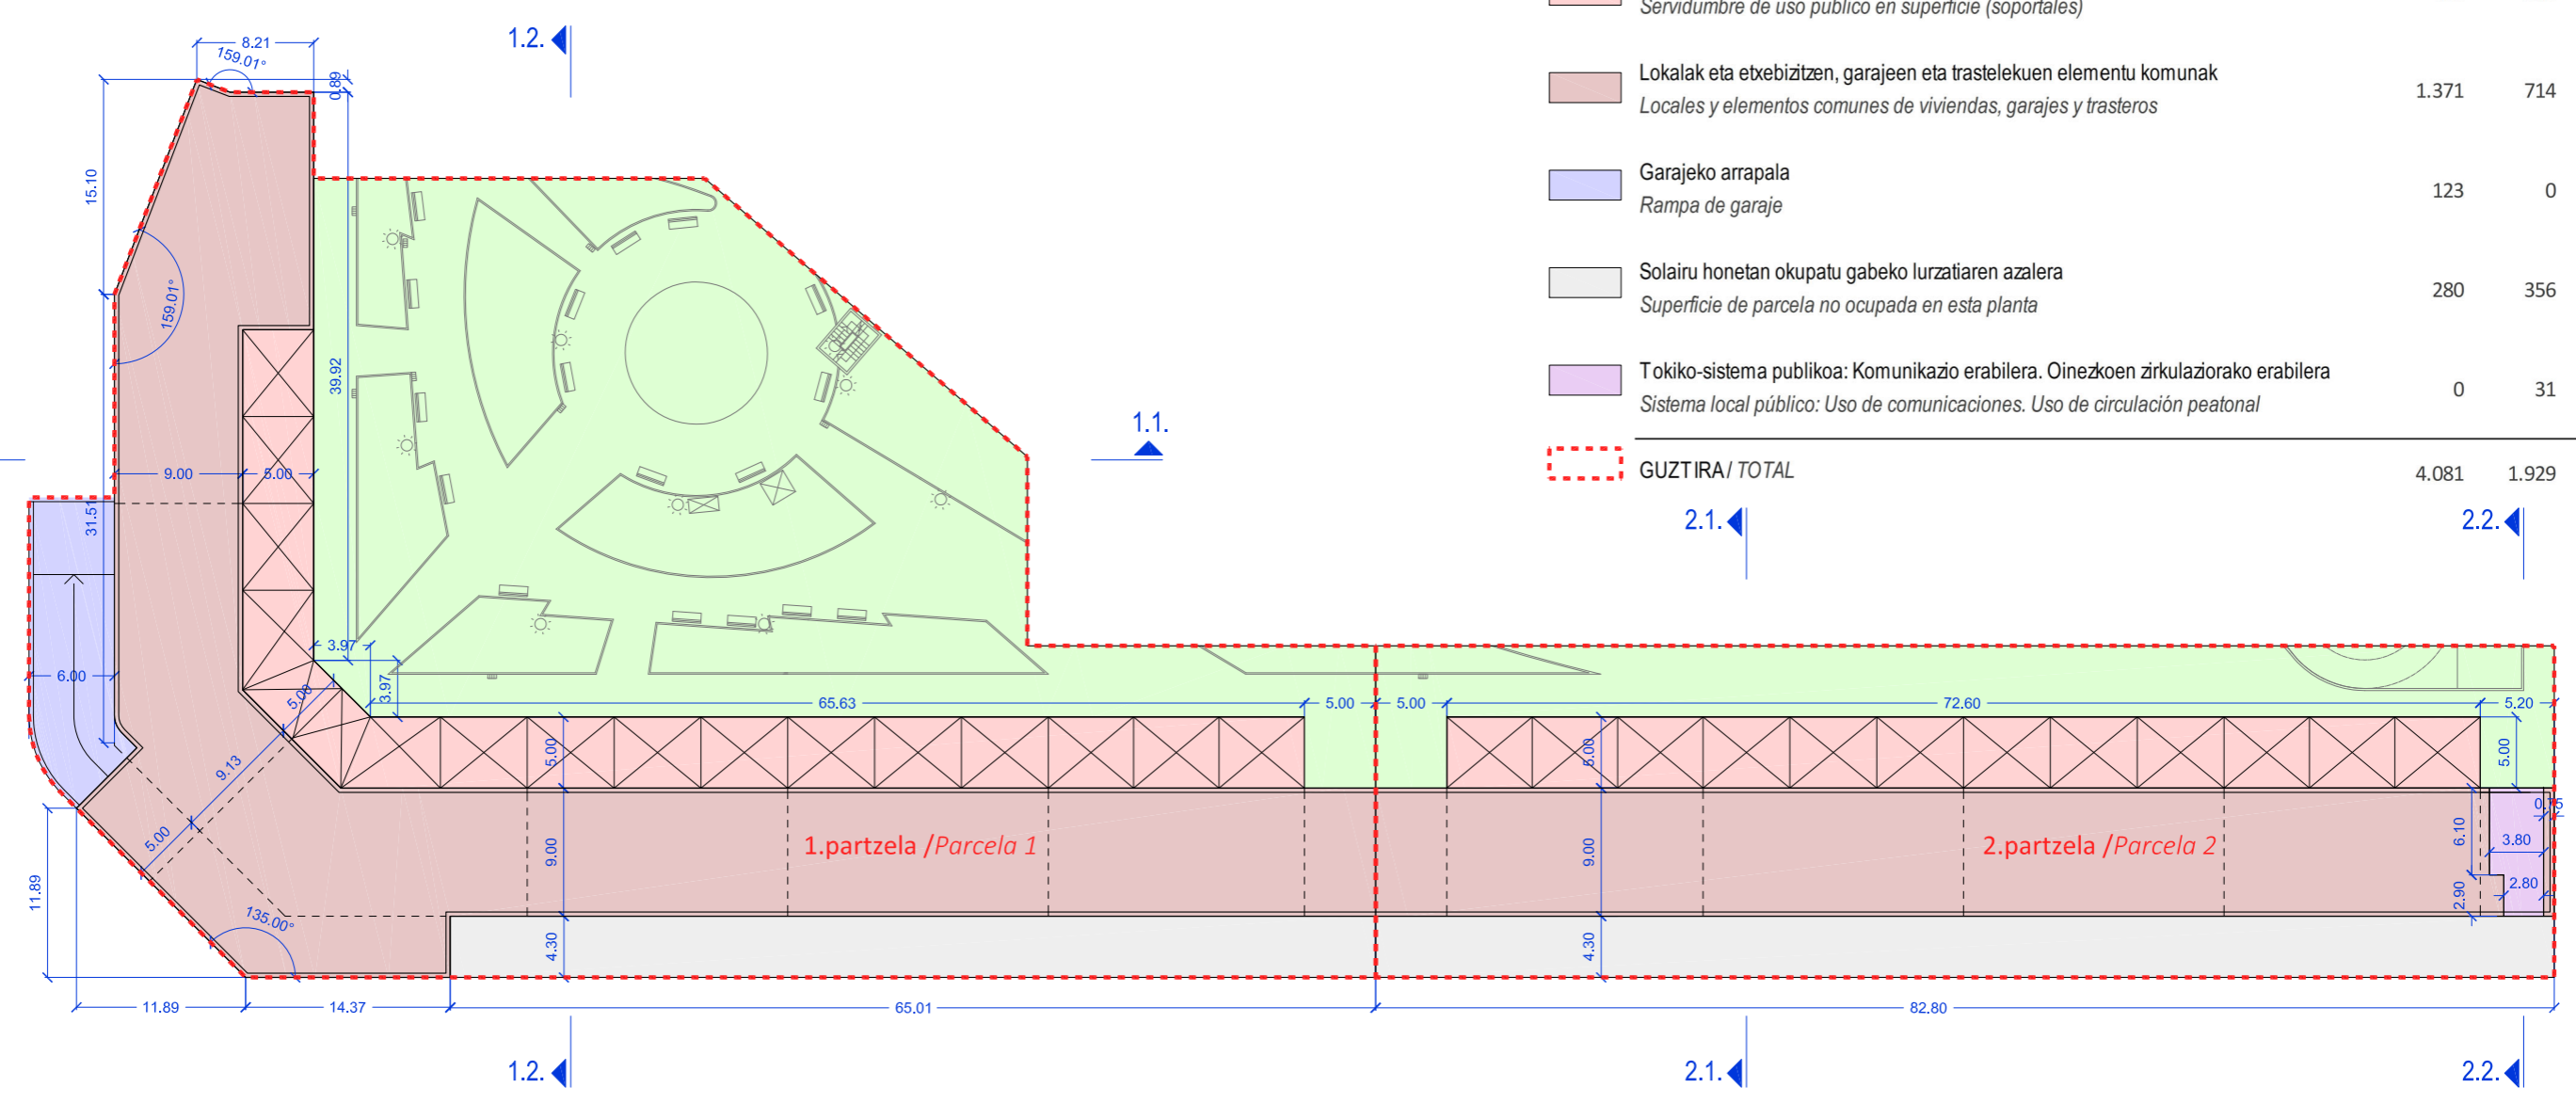 Servidumbre de uso público en superficie (soportales)
Lokalak eta etxebizitzen, garajeen eta trastelekuen elementu komunak
1.371 714
Locales y elementos comunes de viviendas, garajes y trasteros
Garajeko arrapala
123 0
Rampa de garaje
Solairu honetan okupatu gabeko lurzatiaren azalera
280 356
Superficie de parcela no ocupada en esta planta
Tokiko-sistema publikoa: Komunikazio erabilera. Oinezkoen zirkulaziorako erabilera
0 31
Sistema local público: Uso de comunicaciones. Uso de circulación peatonal
GUZTIRA / TOTAL 4.081 1.929
1.2.
8.21
159.01°
0.89
15.10
159.01°
39.92
1.1.
9.00 5.00
31.51
2.1. 2.2.
3.97
6.00
5.00
3.97
65.63 5.00 5.00 72.60 5.20
5.00 5.00 5.00
9.13
0.75
5.00
9.00
1.partzela /Parcela 1
9.00
2.partzela /Parcela 2
6.10
3.80
2.80
2.90
11.89
135.00°
4.30 4.30
11.89 14.37 65.01 82.80
1.2. 2.1. 2.2.